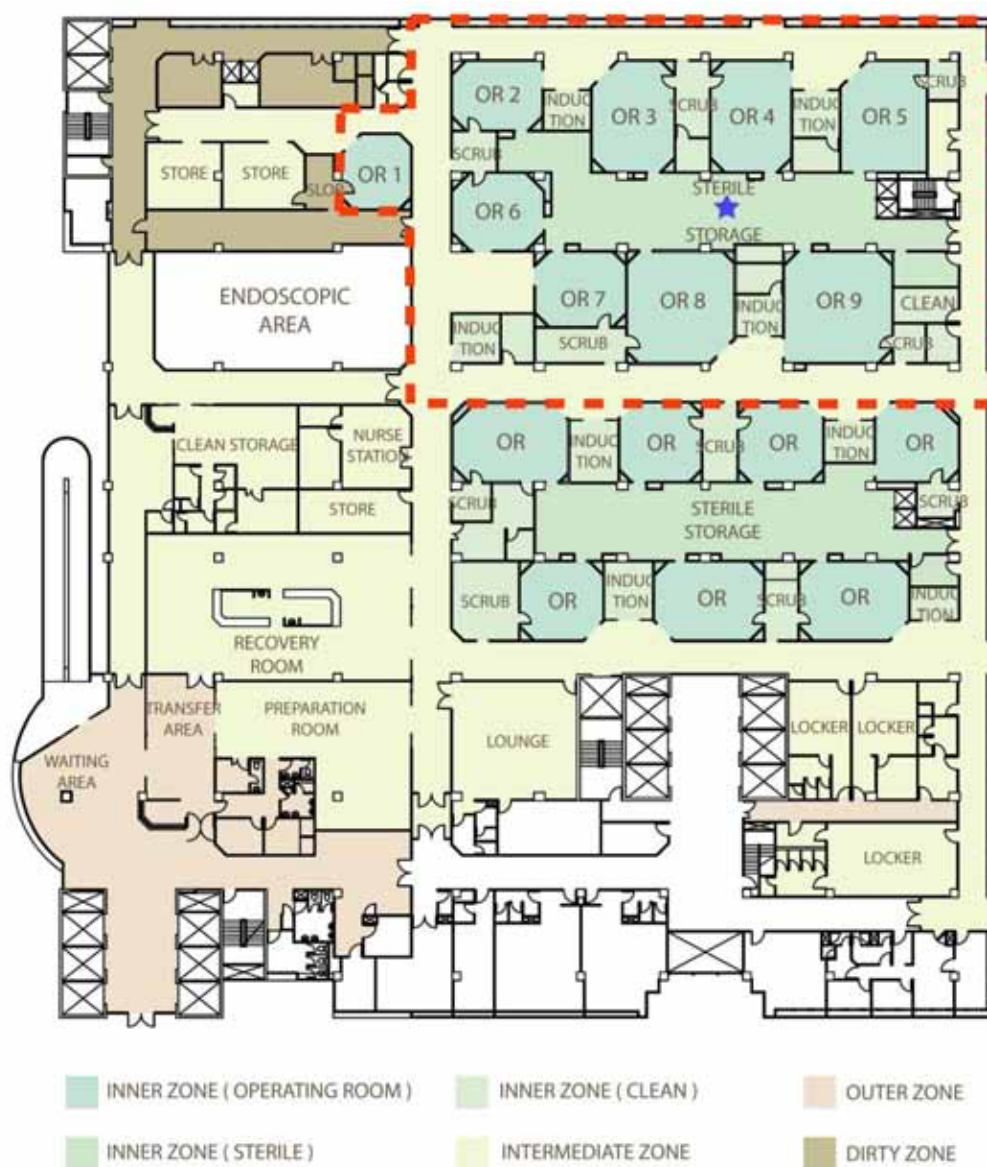 OR 2
INDUC
TION
OR 3
SCRUB
OR 4
INDUC
TION
OR 5
SCRUB
STORE
STORE
SLOP
OR 1
SCRUB
OR 6
STERILE
STORAGE
ENDOSCOPIC
AREA
OR 7
OR 8
INDUC
TION
OR 9
CLEAN
INDUC
TION
SCRUB
SCRUB
CLEAN STORAGE
NURSE
STATION
STORE
OR
INDUC
TION
OR
SCRUB
OR
INDUC
TION
OR
SCRUB
STERILE
STORAGE
SCRUB
SCRUB
OR
INDUC
TION
OR
SCRUB
OR
INDUC
TION
RECOVERY
ROOM
TRANSFER
AREA
PREPARATION
ROOM
WAITING
AREA
LOUNGE
LOCKER
LOCKER
LOCKER
INNER ZONE ( OPERATING ROOM )
INNER ZONE ( CLEAN )
OUTER ZONE
INNER ZONE ( STERILE )
INTERMEDIATE ZONE
DIRTY ZONE